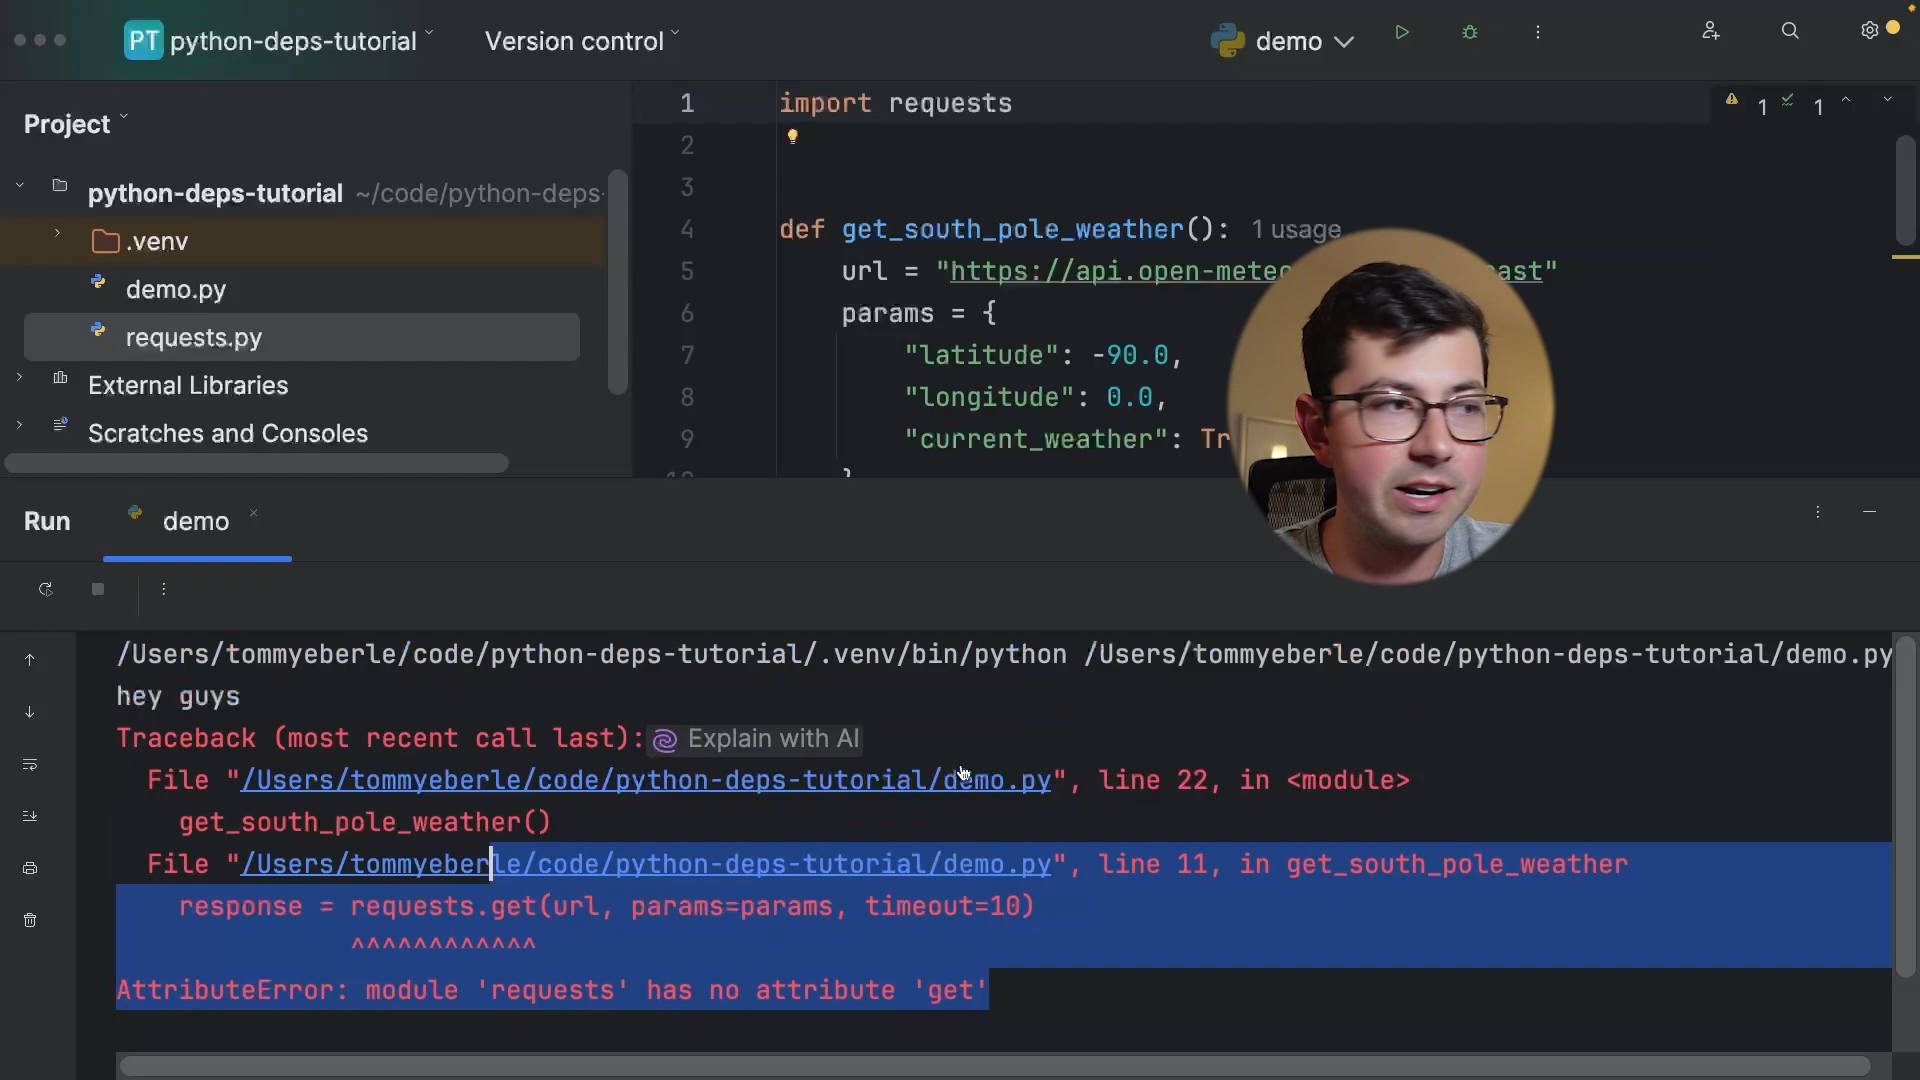 PT python-deps-tutorial
Version control
demo
Project
python-deps-tutorial ~/code/python-deps-
.venv
demo.py
requests.py
External Libraries
Scratches and Consoles
1 import requests
1 1
2
3
4 def get_south_pole_weather(): 1 usage
5 url = "https://api.open-meteo ast"
6 params = {
7 "latitude": -90.0,
8 "longitude": 0.0,
9 "current_weather": Tr
10 }
Run
demo
/Users/tommyeberle/code/python-deps-tutorial/.venv/bin/python /Users/tommyeberle/code/python-deps-tutorial/demo.py
hey guys
Traceback (most recent call last): Explain with AI
File "/Users/tommyeberle/code/python-deps-tutorial/demo.py", line 22, in <module>
get_south_pole_weather()
File "/Users/tommyeberle/code/python-deps-tutorial/demo.py", line 11, in get_south_pole_weather
response = requests.get(url, params=params, timeout=10)
^^^^^^^^^^^^
AttributeError: module 'requests' has no attribute 'get'